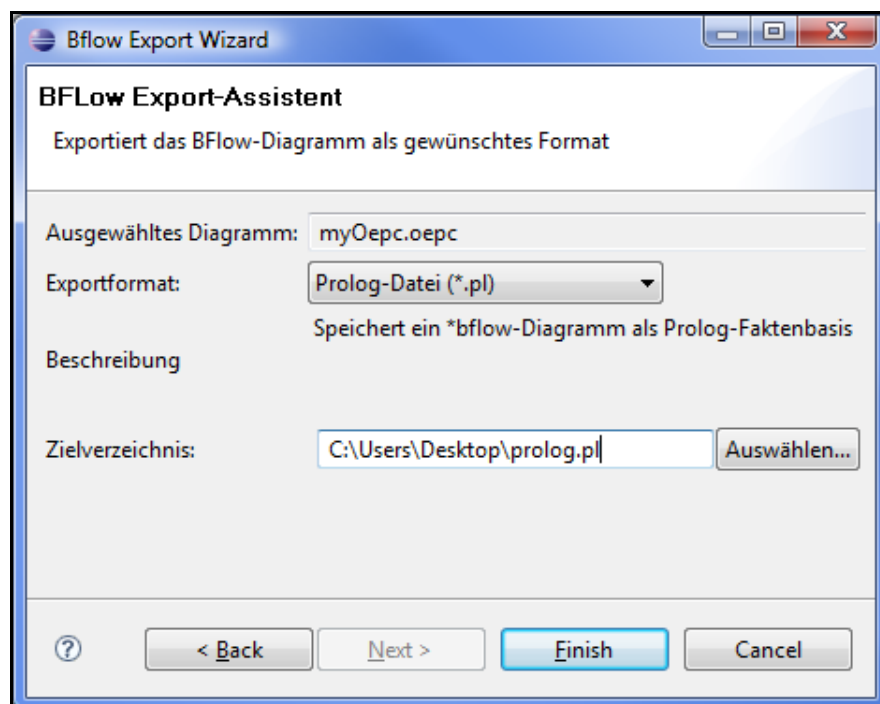 Bflow Export Wizard
BFLow Export-Assistent
Exportiert das BFlow-Diagramm als gewünschtes Format
Ausgewähltes Diagramm: myOepc.oepc
Exportformat: Prolog-Datei (*.pl)
Speichert ein *bflow-Diagramm als Prolog-Faktenbasis
Beschreibung
Zielverzeichnis: C:\Users\Desktop\prolog.pl Auswählen...
? < Back Next > Finish Cancel